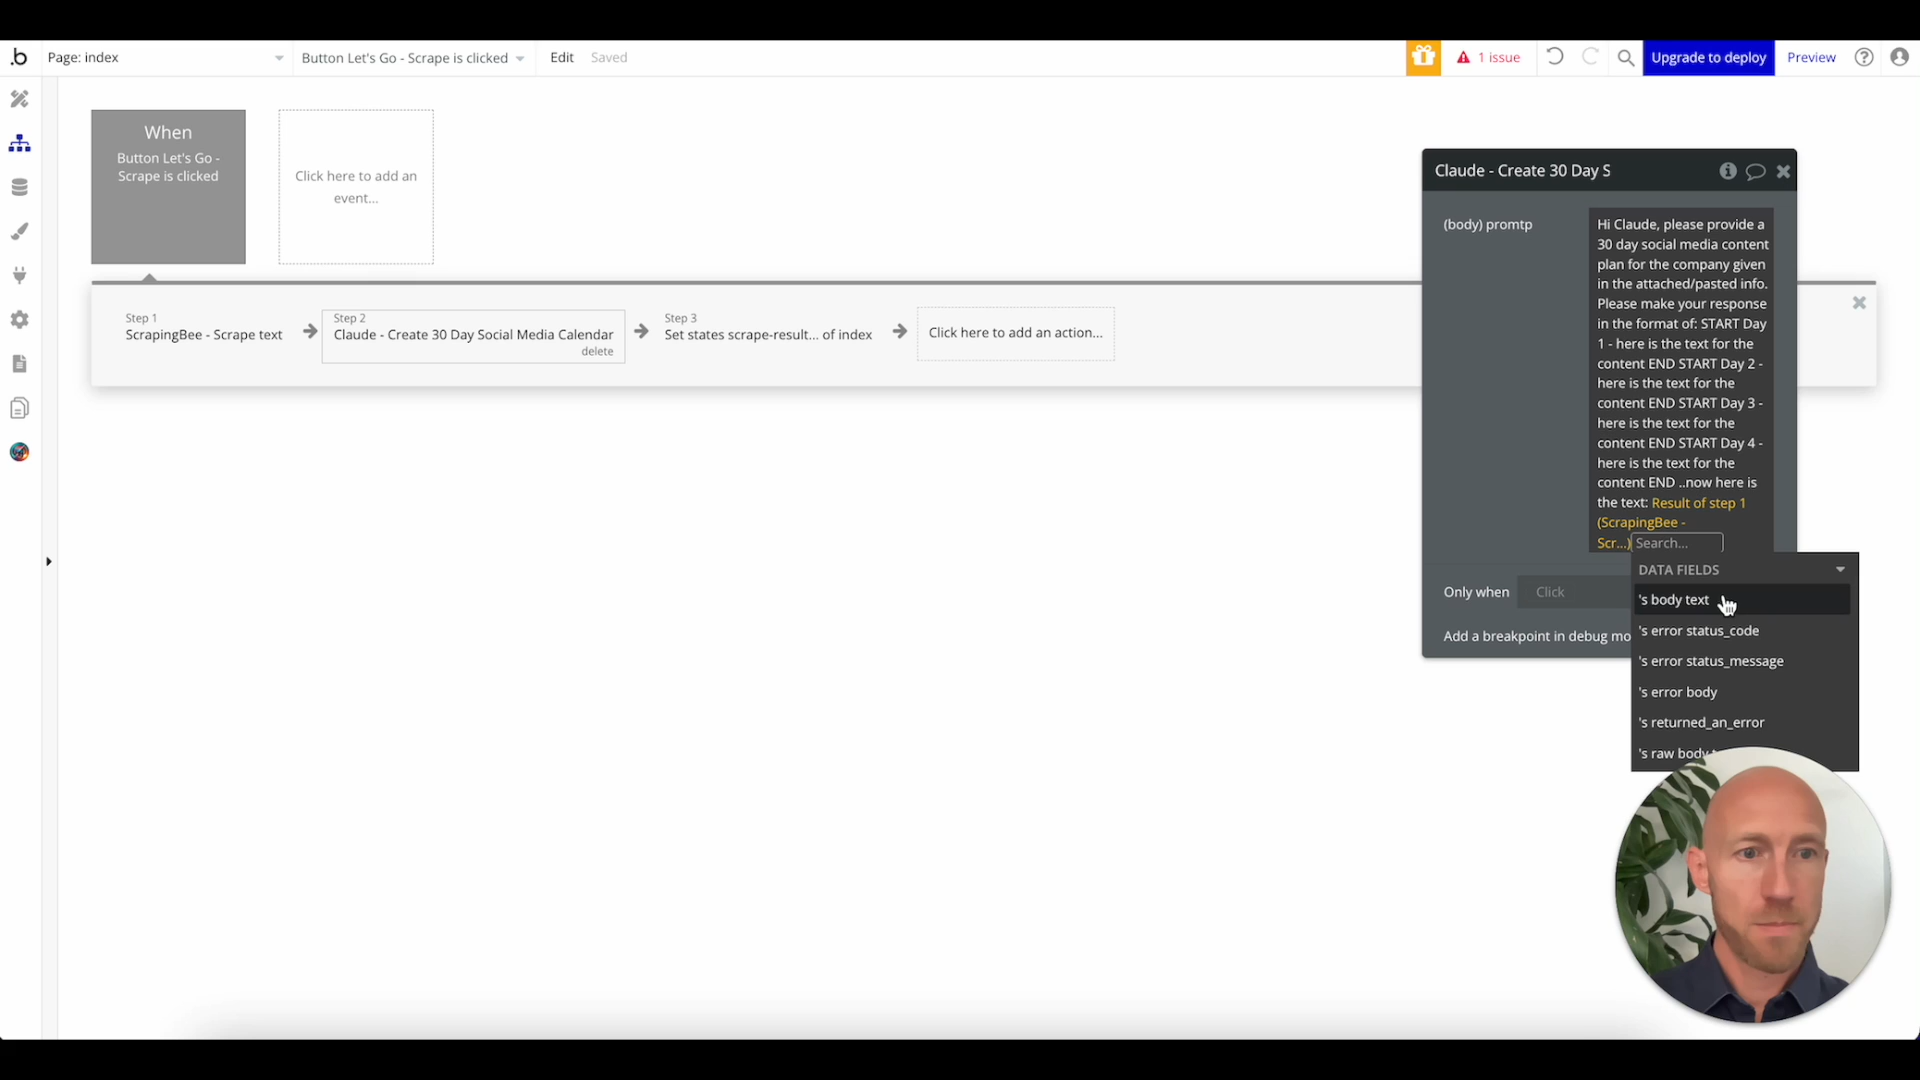 .b
Page: index
Button Let's Go - Scrape is clicked
Edit
Saved
1 issue
Upgrade to deploy
Preview
When
Button Let's Go -
Scrape is clicked
Click here to add an
event...
Step 1
ScrapingBee - Scrape text
Step 2
Claude - Create 30 Day Social Media Calendar
delete
Step 3
Set states scrape-result... of index
Click here to add an action...
Claude - Create 30 Day S
(body) promtp
Hi Claude, please provide a
30 day social media content
plan for the company given
in the attached/pasted info.
Please make your response
in the format of: START Day
1 - here is the text for the
content END START Day 2 -
here is the text for the
content END START Day 3 -
here is the text for the
content END START Day 4 -
here is the text for the
content END ..now here is
the text: Result of step 1
(ScrapingBee -
Scr...) Search...
DATA FIELDS
's body text
's error status_code
's error status_message
's error body
's returned_an_error
's raw body
Only when
Click
Add a breakpoint in debug mo